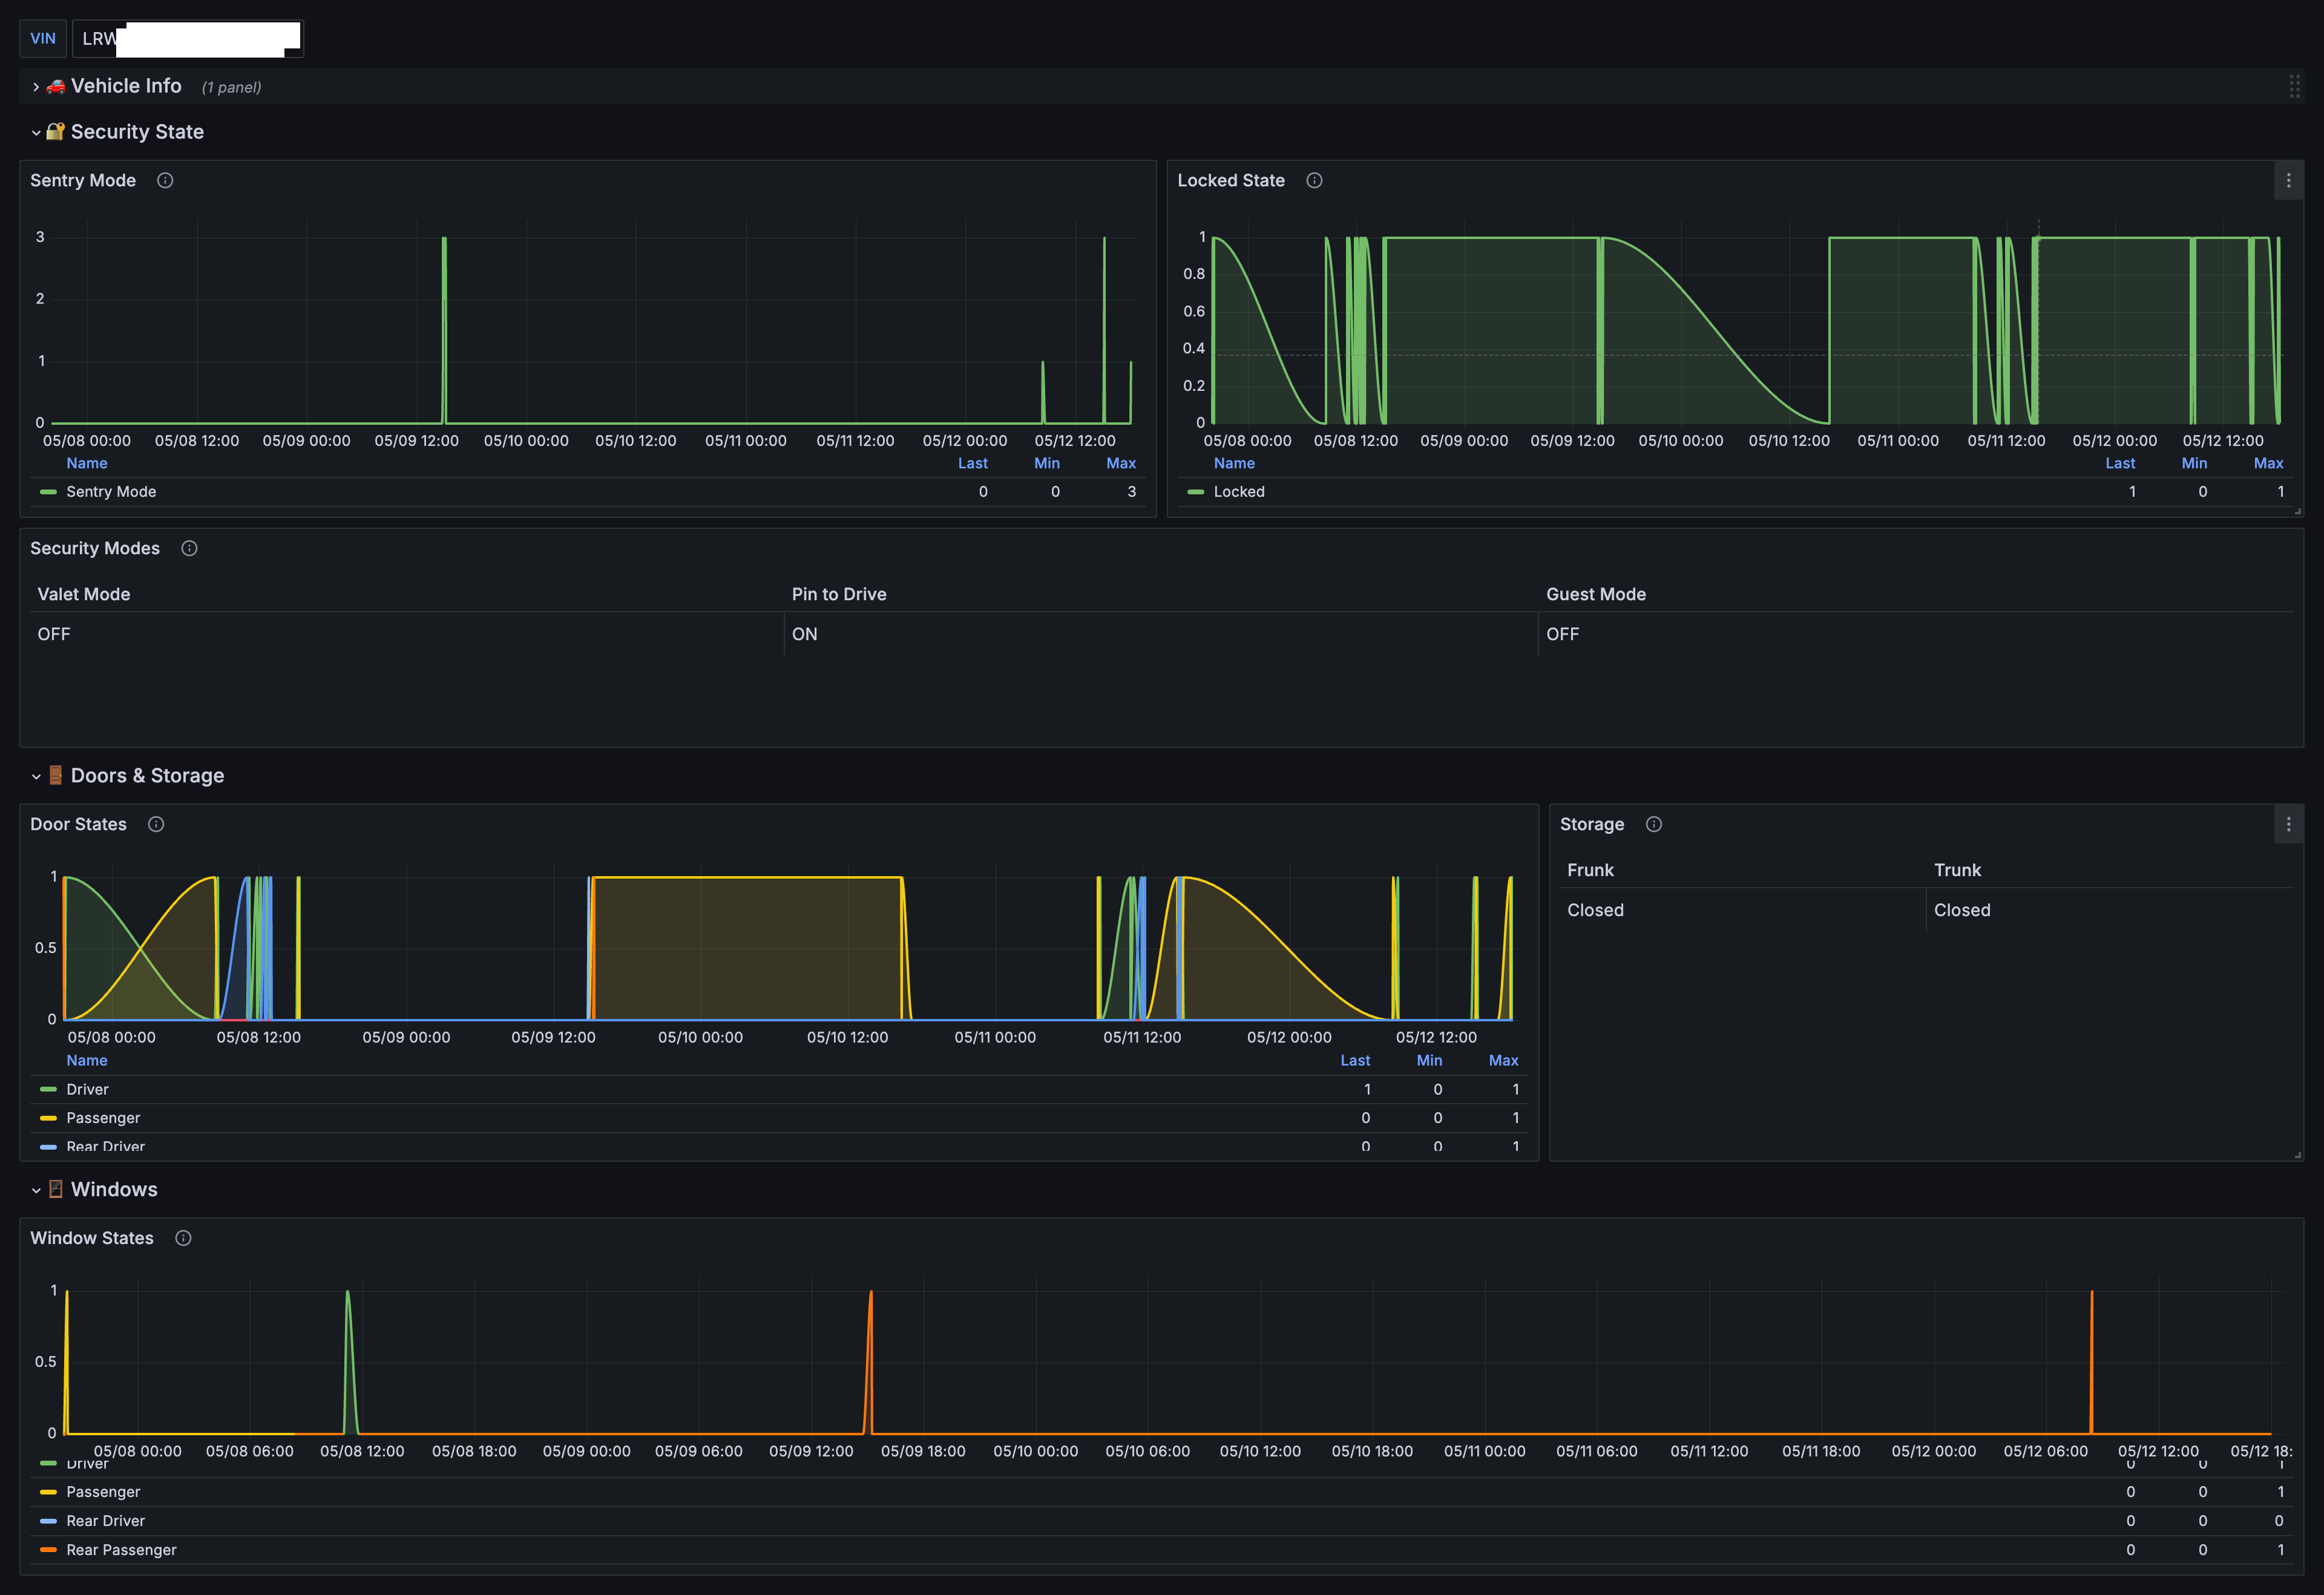 VIN LRW
Vehicle Info (1 panel)
Security State
Sentry Mode
3
2
1
0
05/08 00:00 05/08 12:00 05/09 00:00 05/09 12:00 05/10 00:00 05/10 12:00 05/11 00:00 05/11 12:00 05/12 00:00 05/12 12:00
Name Last Min Max
Sentry Mode 0 0 3
Locked State
1
0.8
0.6
0.4
0.2
0
05/08 00:00 05/08 12:00 05/09 00:00 05/09 12:00 05/10 00:00 05/10 12:00 05/11 00:00 05/11 12:00 05/12 00:00 05/12 12:00
Name Last Min Max
Locked 1 0 1
Security Modes
Valet Mode Pin to Drive Guest Mode
OFF ON OFF
Doors & Storage
Door States
1
0.5
0
05/08 00:00 05/08 12:00 05/09 00:00 05/09 12:00 05/10 00:00 05/10 12:00 05/11 00:00 05/11 12:00 05/12 00:00 05/12 12:00
Name Last Min Max
Driver 1 0 1
Passenger 0 0 1
Rear Driver 0 0 1
Storage
Frunk Trunk
Closed Closed
Windows
Window States
1
0.5
0
05/08 00:00 05/08 06:00 05/08 12:00 05/08 18:00 05/09 00:00 05/09 06:00 05/09 12:00 05/09 18:00 05/10 00:00 05/10 06:00 05/10 12:00 05/10 18:00 05/11 00:00 05/11 06:00 05/11 12:00 05/11 18:00 05/12 00:00 05/12 06:00 05/12 12:00 05/12 18:
Driver 0 0 1
Passenger 0 0 1
Rear Driver 0 0 0
Rear Passenger 0 0 1